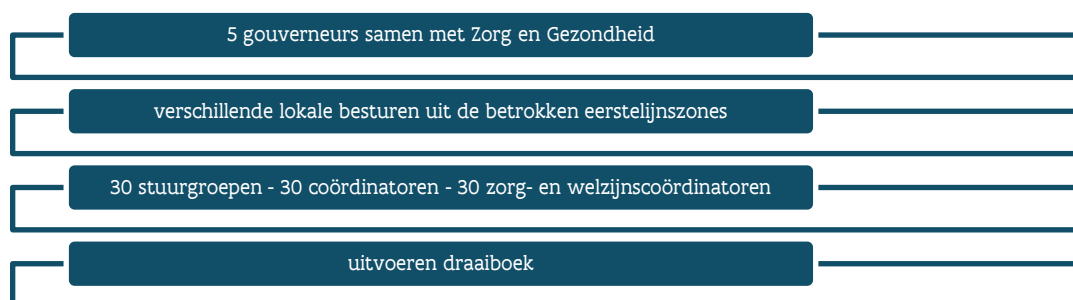 5 gouverneurs samen met Zorg en Gezondheid
verschillende lokale besturen uit de betrokken eerstelijnszones
30 stuurgroepen - 30 coördinatoren - 30 zorg- en welzijnscoördinatoren
uitvoeren draaiboek